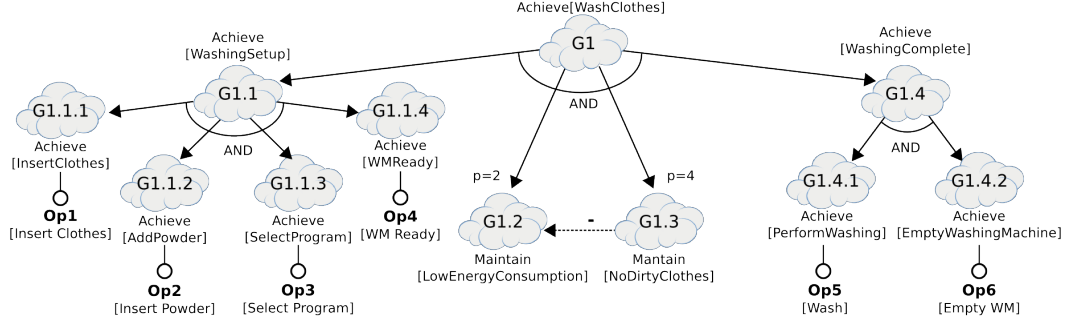 Achieve[WashClothes]
G1
AND
Achieve
[WashingSetup]
G1.1
AND
G1.1.1
Achieve
[InsertClothes]
Op1
[Insert Clothes]
G1.1.2
Achieve
[AddPowder]
Op2
[Insert Powder]
G1.1.3
Achieve
[SelectProgram]
Op3
[Select Program]
G1.1.4
Achieve
[WMReady]
Op4
[WM Ready]
p=2
G1.2
Maintain
[LowEnergyConsumption]
-
p=4
G1.3
Mantain
[NoDirtyClothes]
Achieve
[WashingComplete]
G1.4
AND
G1.4.1
Achieve
[PerformWashing]
Op5
[Wash]
G1.4.2
Achieve
[EmptyWashingMachine]
Op6
[Empty WM]